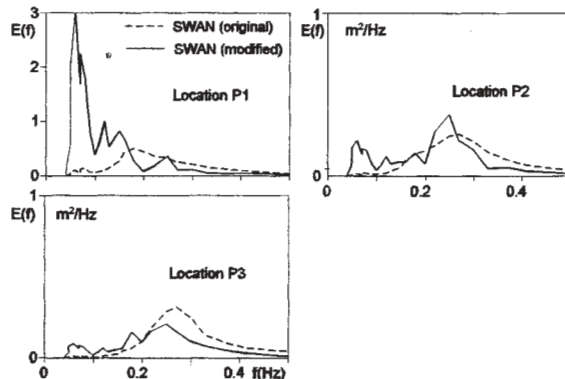 3
E(f)
2
1
0
SWAN (original)
SWAN (modified)
Location P1
1
E(f)
m²/Hz
Location P2
0
0 0.2 0.4
1
E(f)
m²/Hz
Location P3
0
0 0.2 0.4
f(Hz)